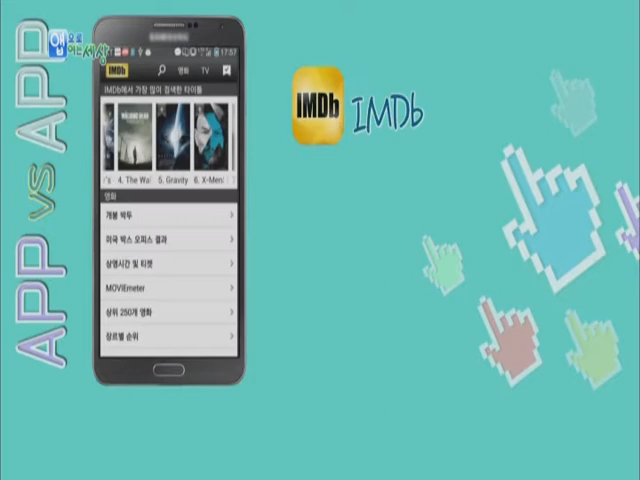 APP vs APP
앱으로
여는세상
17:57
IMDb
영화
TV
IMDb에서 가장 많이 검색한 타이틀
THE WALKING DEAD
's
4. The Wal
5. Gravity
6. X-Men:
영화
개봉 박두
미국 박스 오피스 결과
상영시간 및 티켓
MOVIEmeter
상위 250개 영화
장르별 순위
IMDb
IMDb